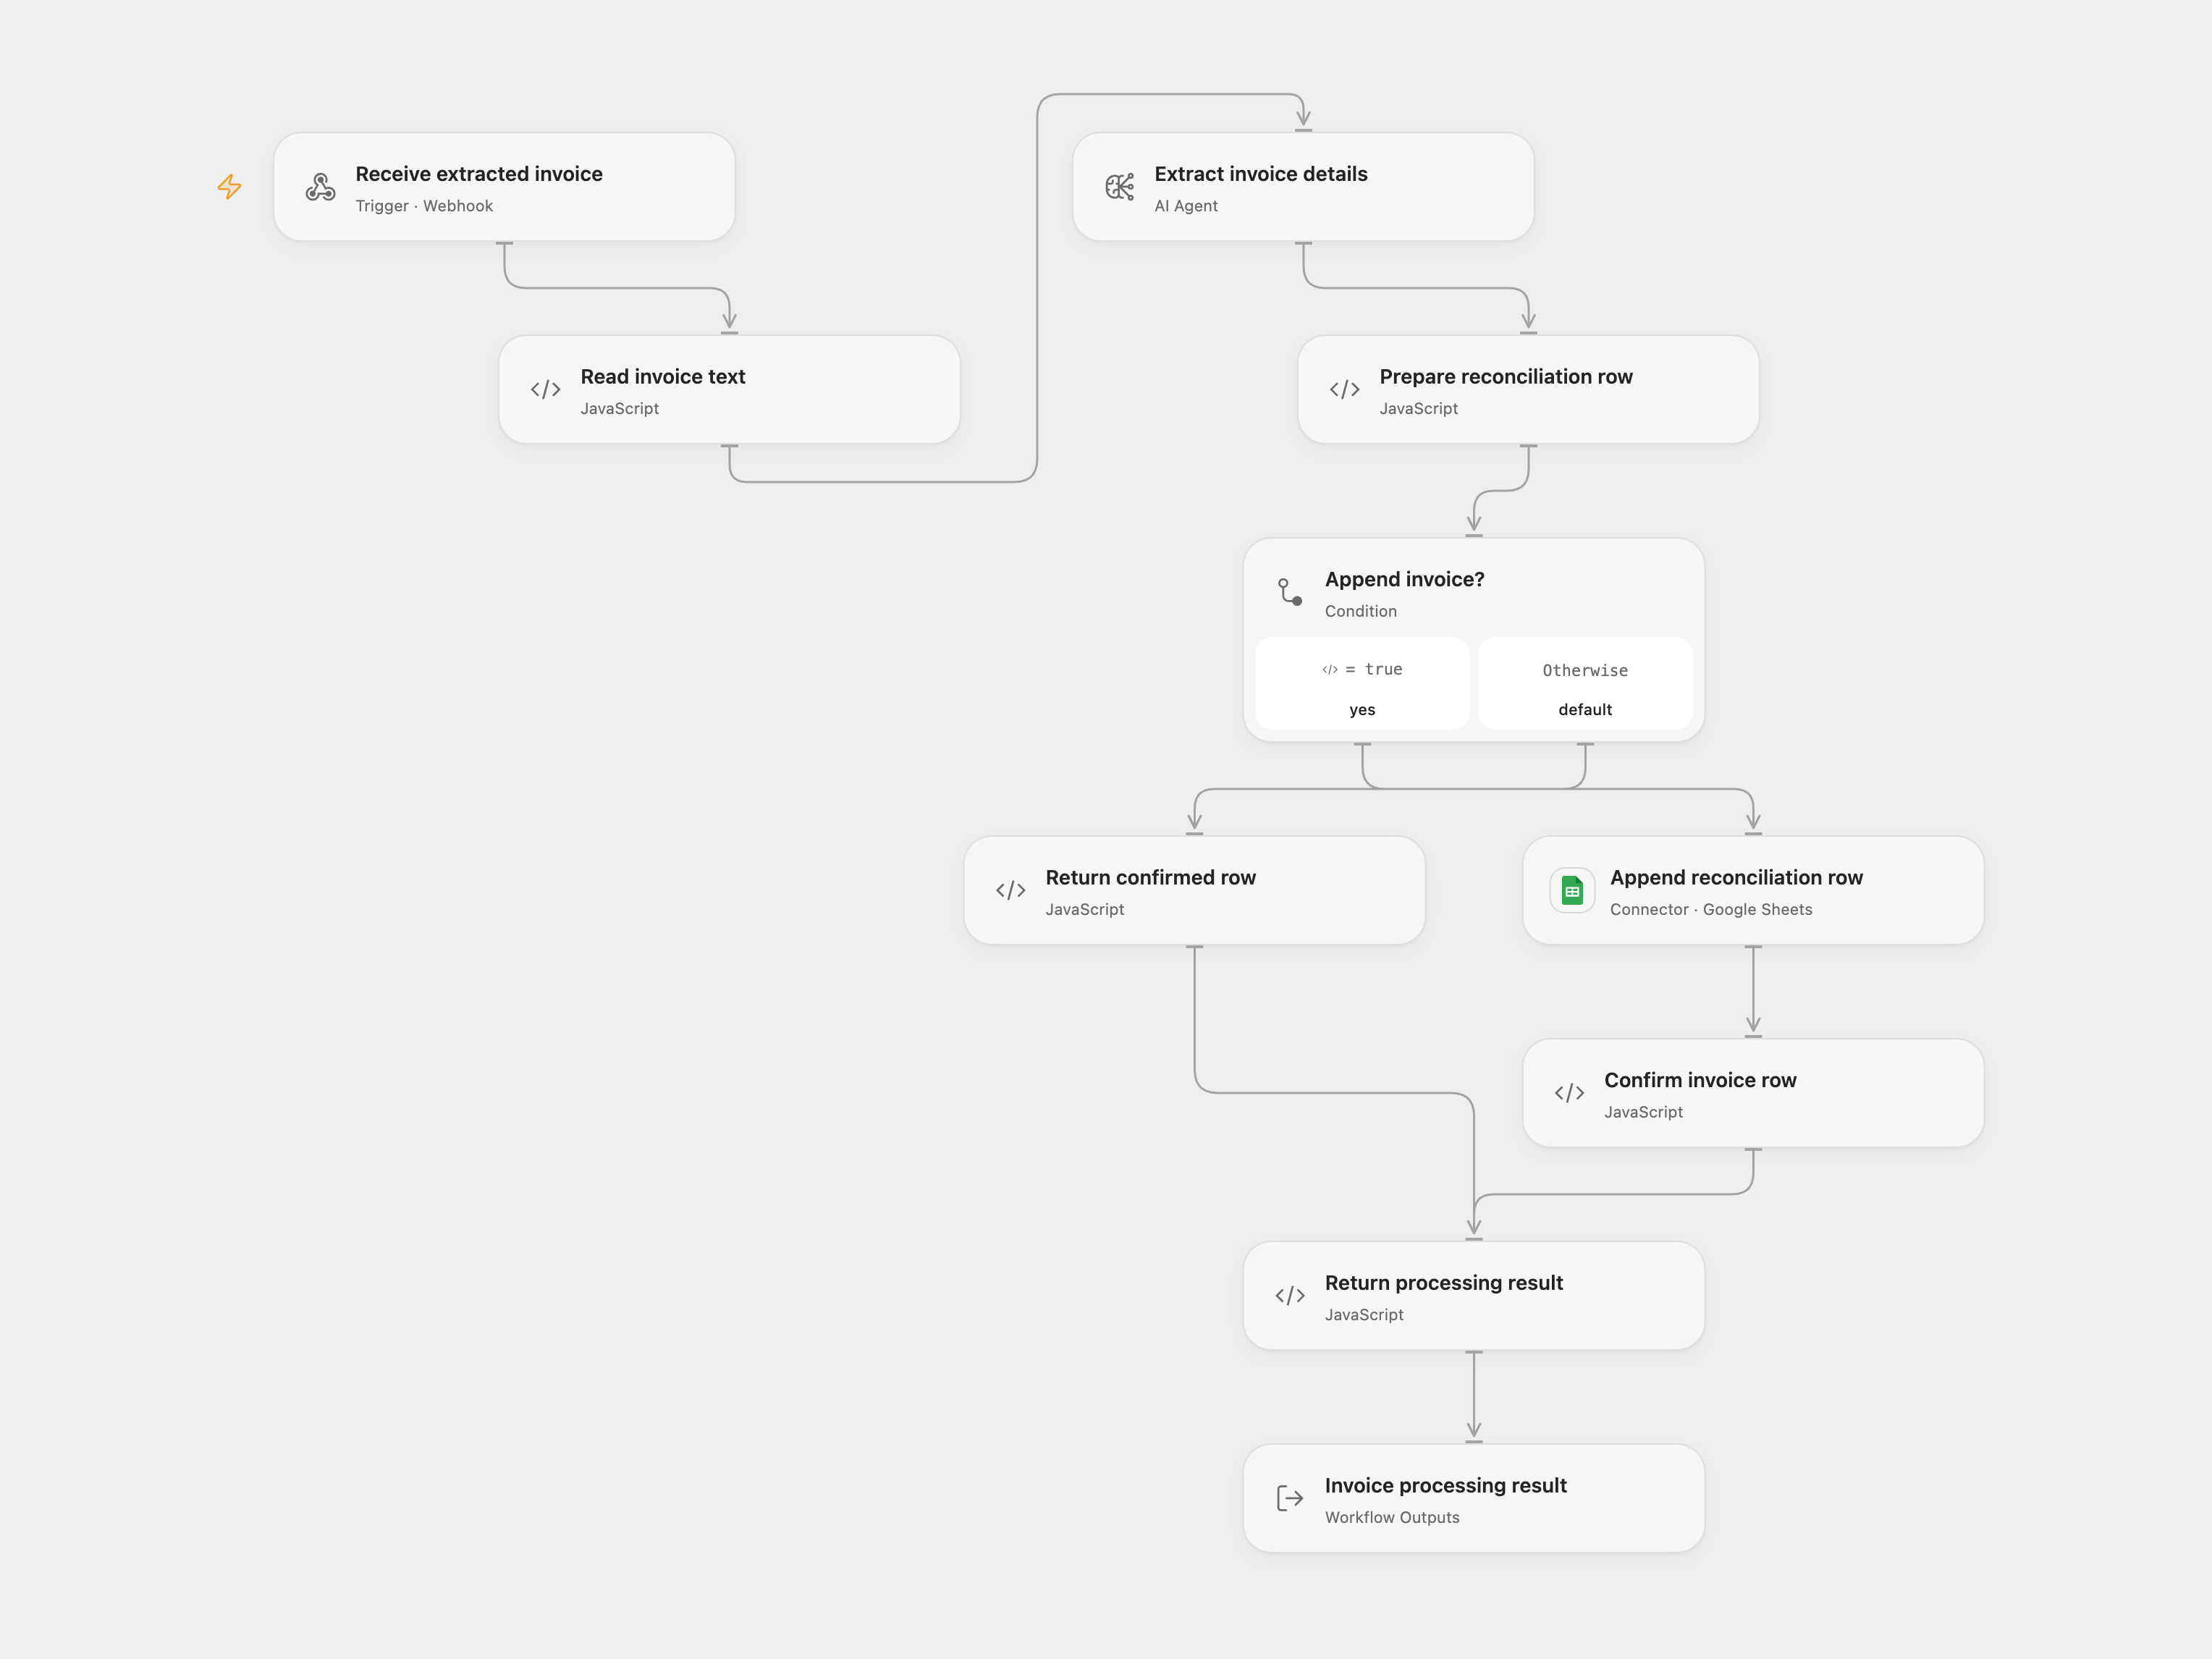 Receive extracted invoice
Trigger · Webhook
Extract invoice details
AI Agent
Read invoice text
JavaScript
Prepare reconciliation row
JavaScript
Append invoice?
Condition
</> = true
Otherwise
yes
default
Return confirmed row
JavaScript
Append reconciliation row
Connector · Google Sheets
Confirm invoice row
JavaScript
Return processing result
JavaScript
Invoice processing result
Workflow Outputs